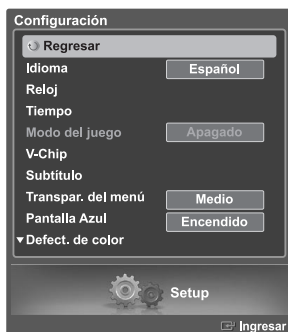 Configuración
Regresar
Idioma Español
Reloj
Tiempo
Modo del juego Apagado
V-Chip
Subtítulo
Transpar. del menú Medio
Pantalla Azul Encendido
▼Defect. de color
Setup
Ingresar